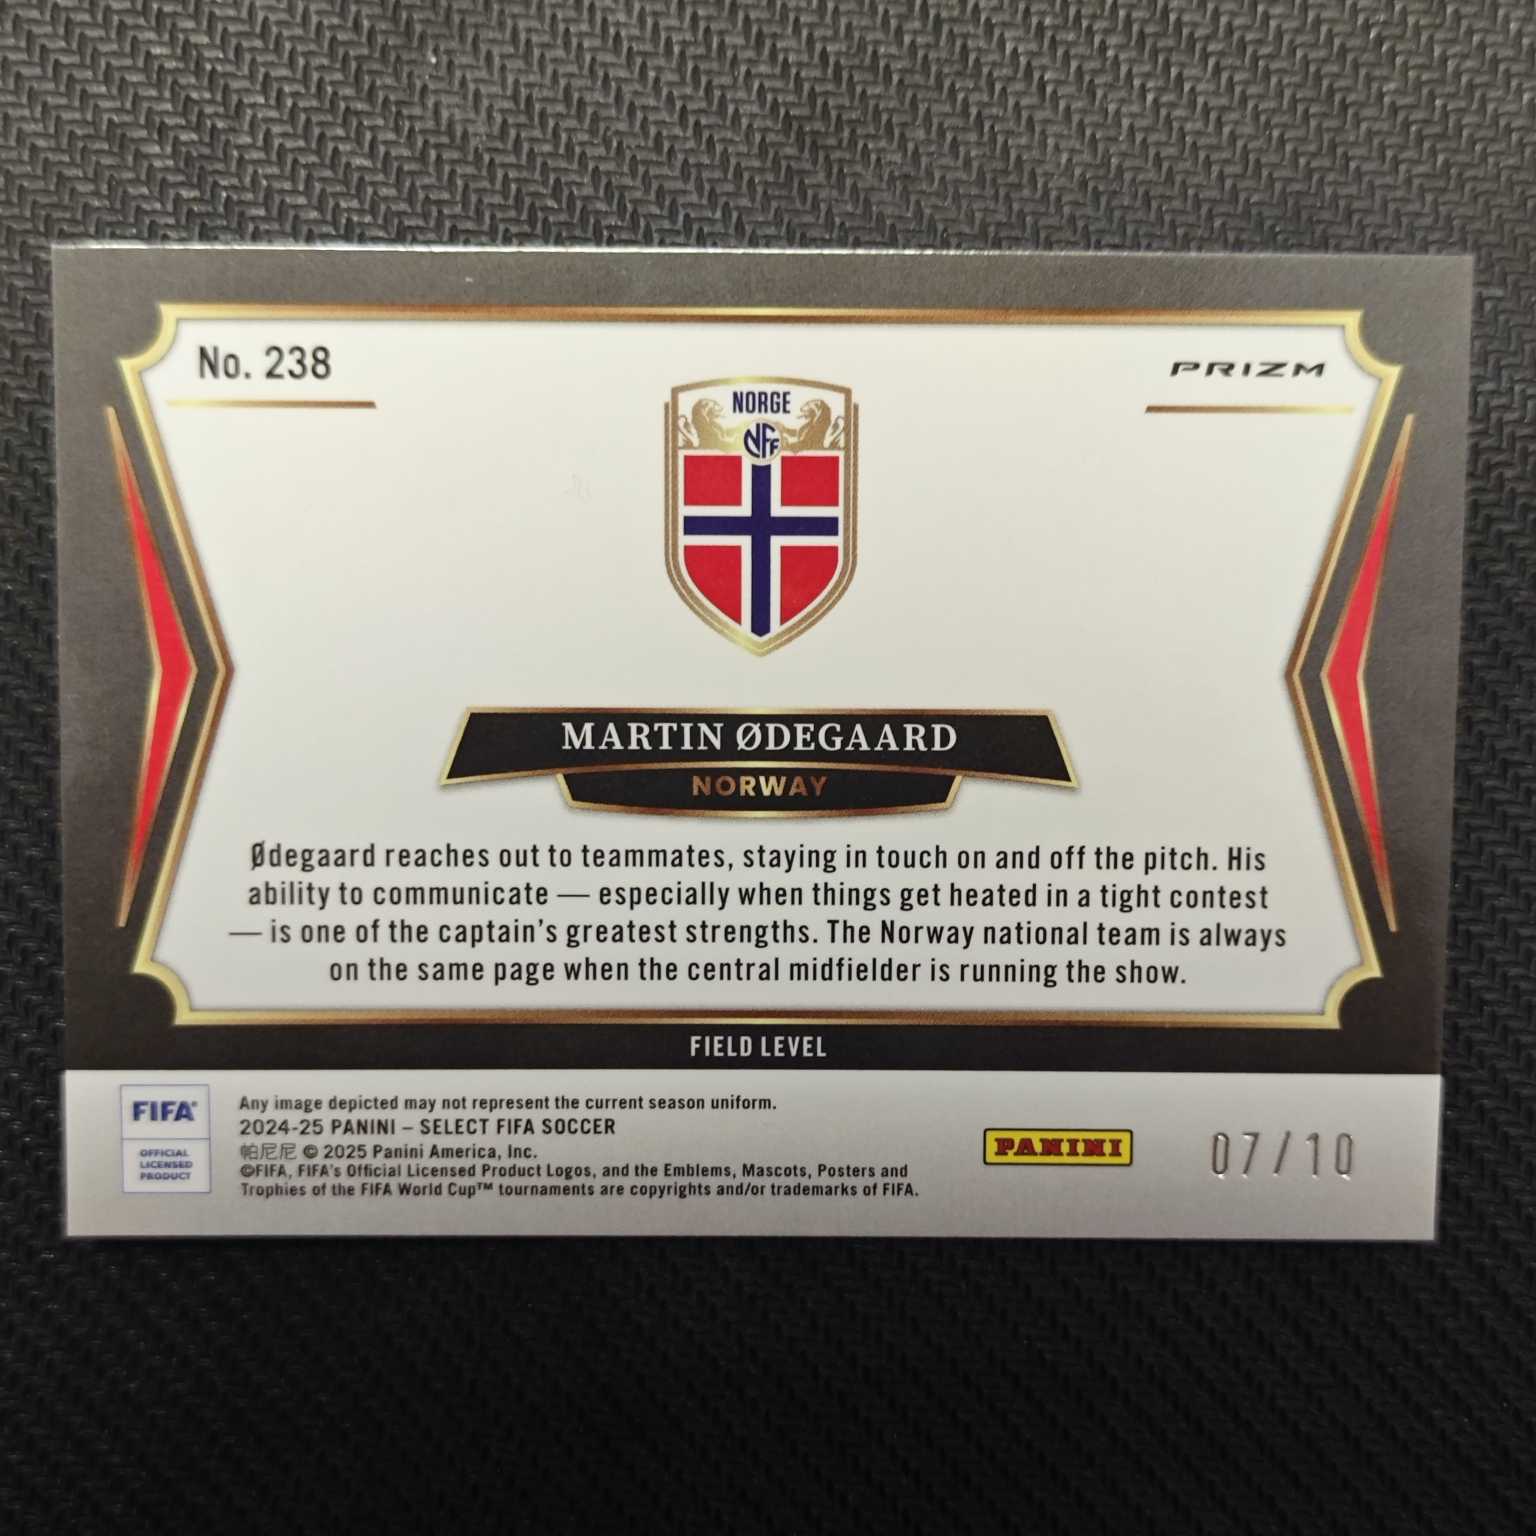 No. 238
PRIZM
NORGE
NFF
MARTIN ØDEGAARD
NORWAY
Ødegaard reaches out to teammates, staying in touch on and off the pitch. His
ability to communicate — especially when things get heated in a tight contest
— is one of the captain's greatest strengths. The Norway national team is always
on the same page when the central midfielder is running the show.
FIELD LEVEL
FIFA®
OFFICIAL
LICENSED
PRODUCT
Any image depicted may not represent the current season uniform.
2024-25 PANINI – SELECT FIFA SOCCER
帕尼尼 © 2025 Panini America, Inc.
©FIFA, FIFA's Official Licensed Product Logos, and the Emblems, Mascots, Posters and
Trophies of the FIFA World Cup™ tournaments are copyrights and/or trademarks of FIFA.
PANINI
07/10